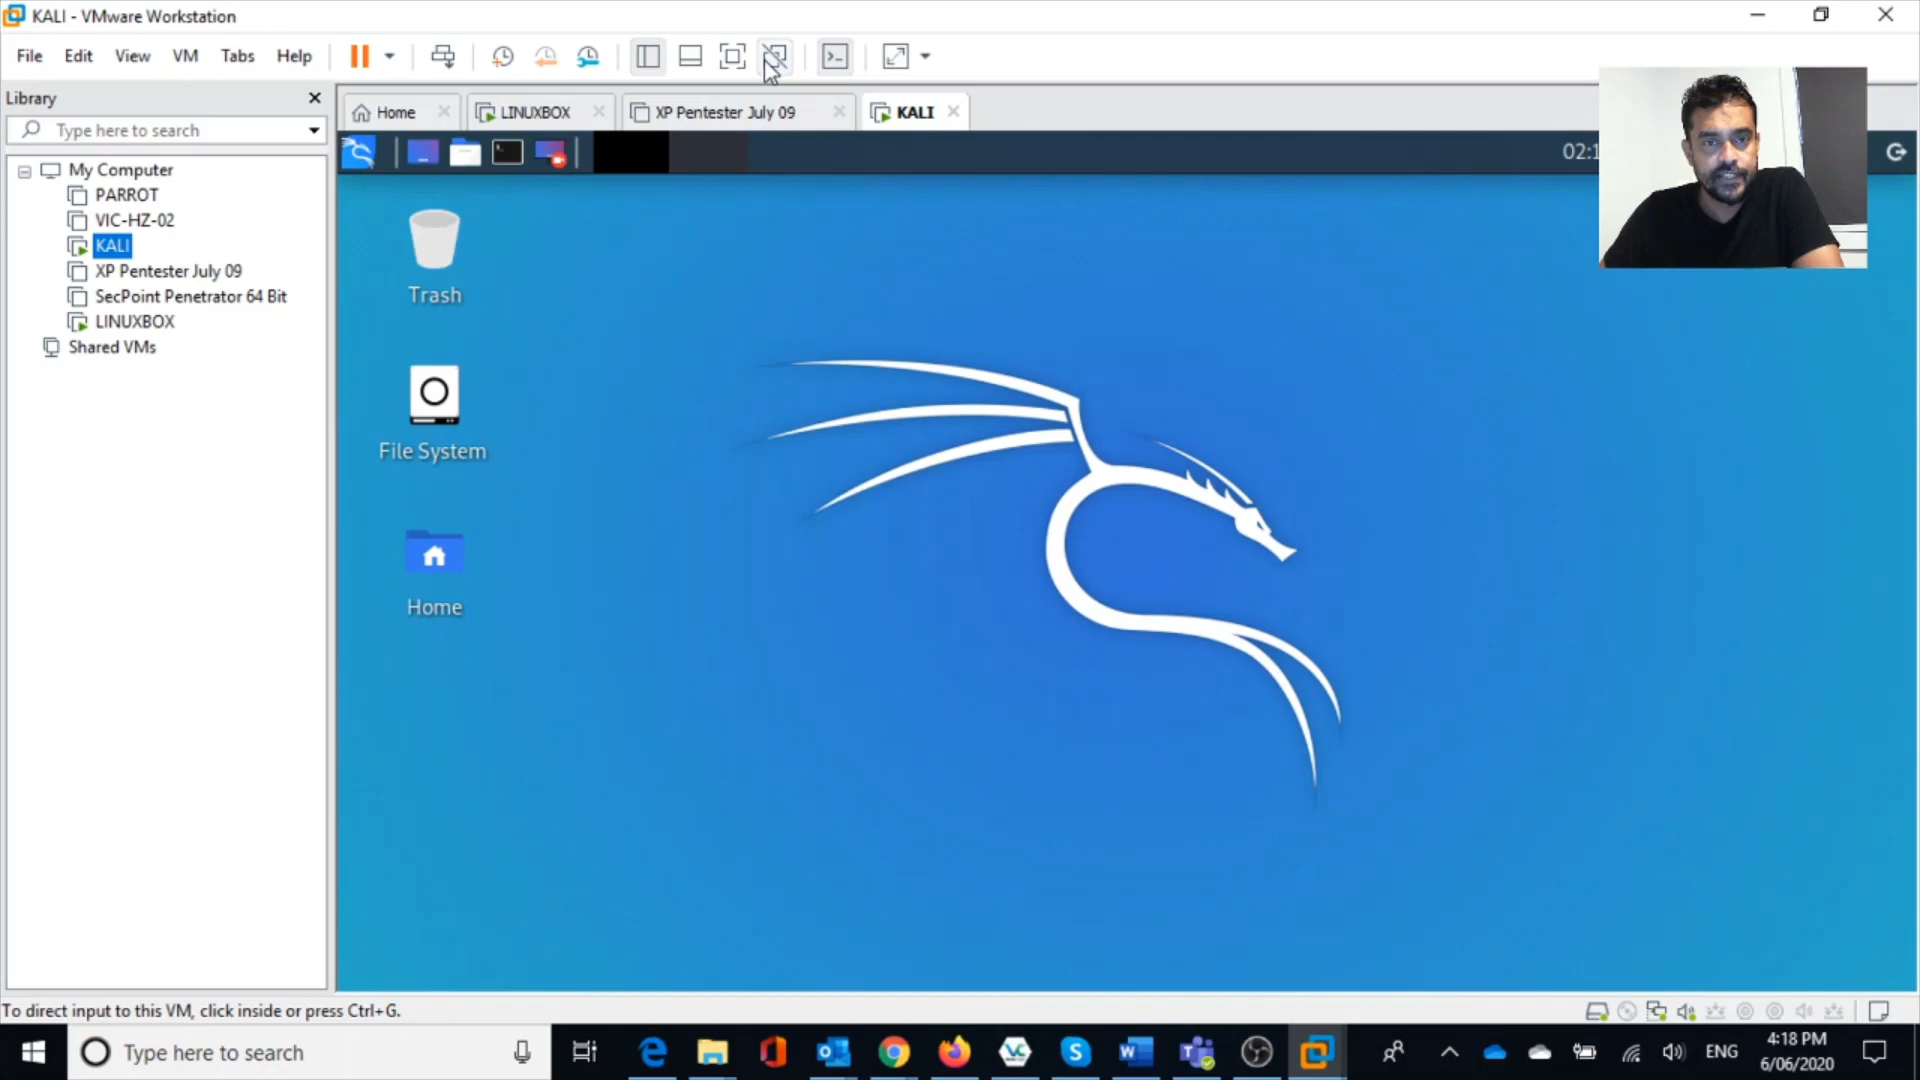 KALI - VMware Workstation
File Edit View VM Tabs Help
Library
Type here to search
Home
LINUXBOX
XP Pentester July 09
KALI
My Computer
PARROT
VIC-HZ-02
KALI
XP Pentester July 09
SecPoint Penetrator 64 Bit
LINUXBOX
Shared VMs
02:1
Trash
File System
Home
To direct input to this VM, click inside or press Ctrl+G.
Type here to search
ENG
4:18 PM
6/06/2020